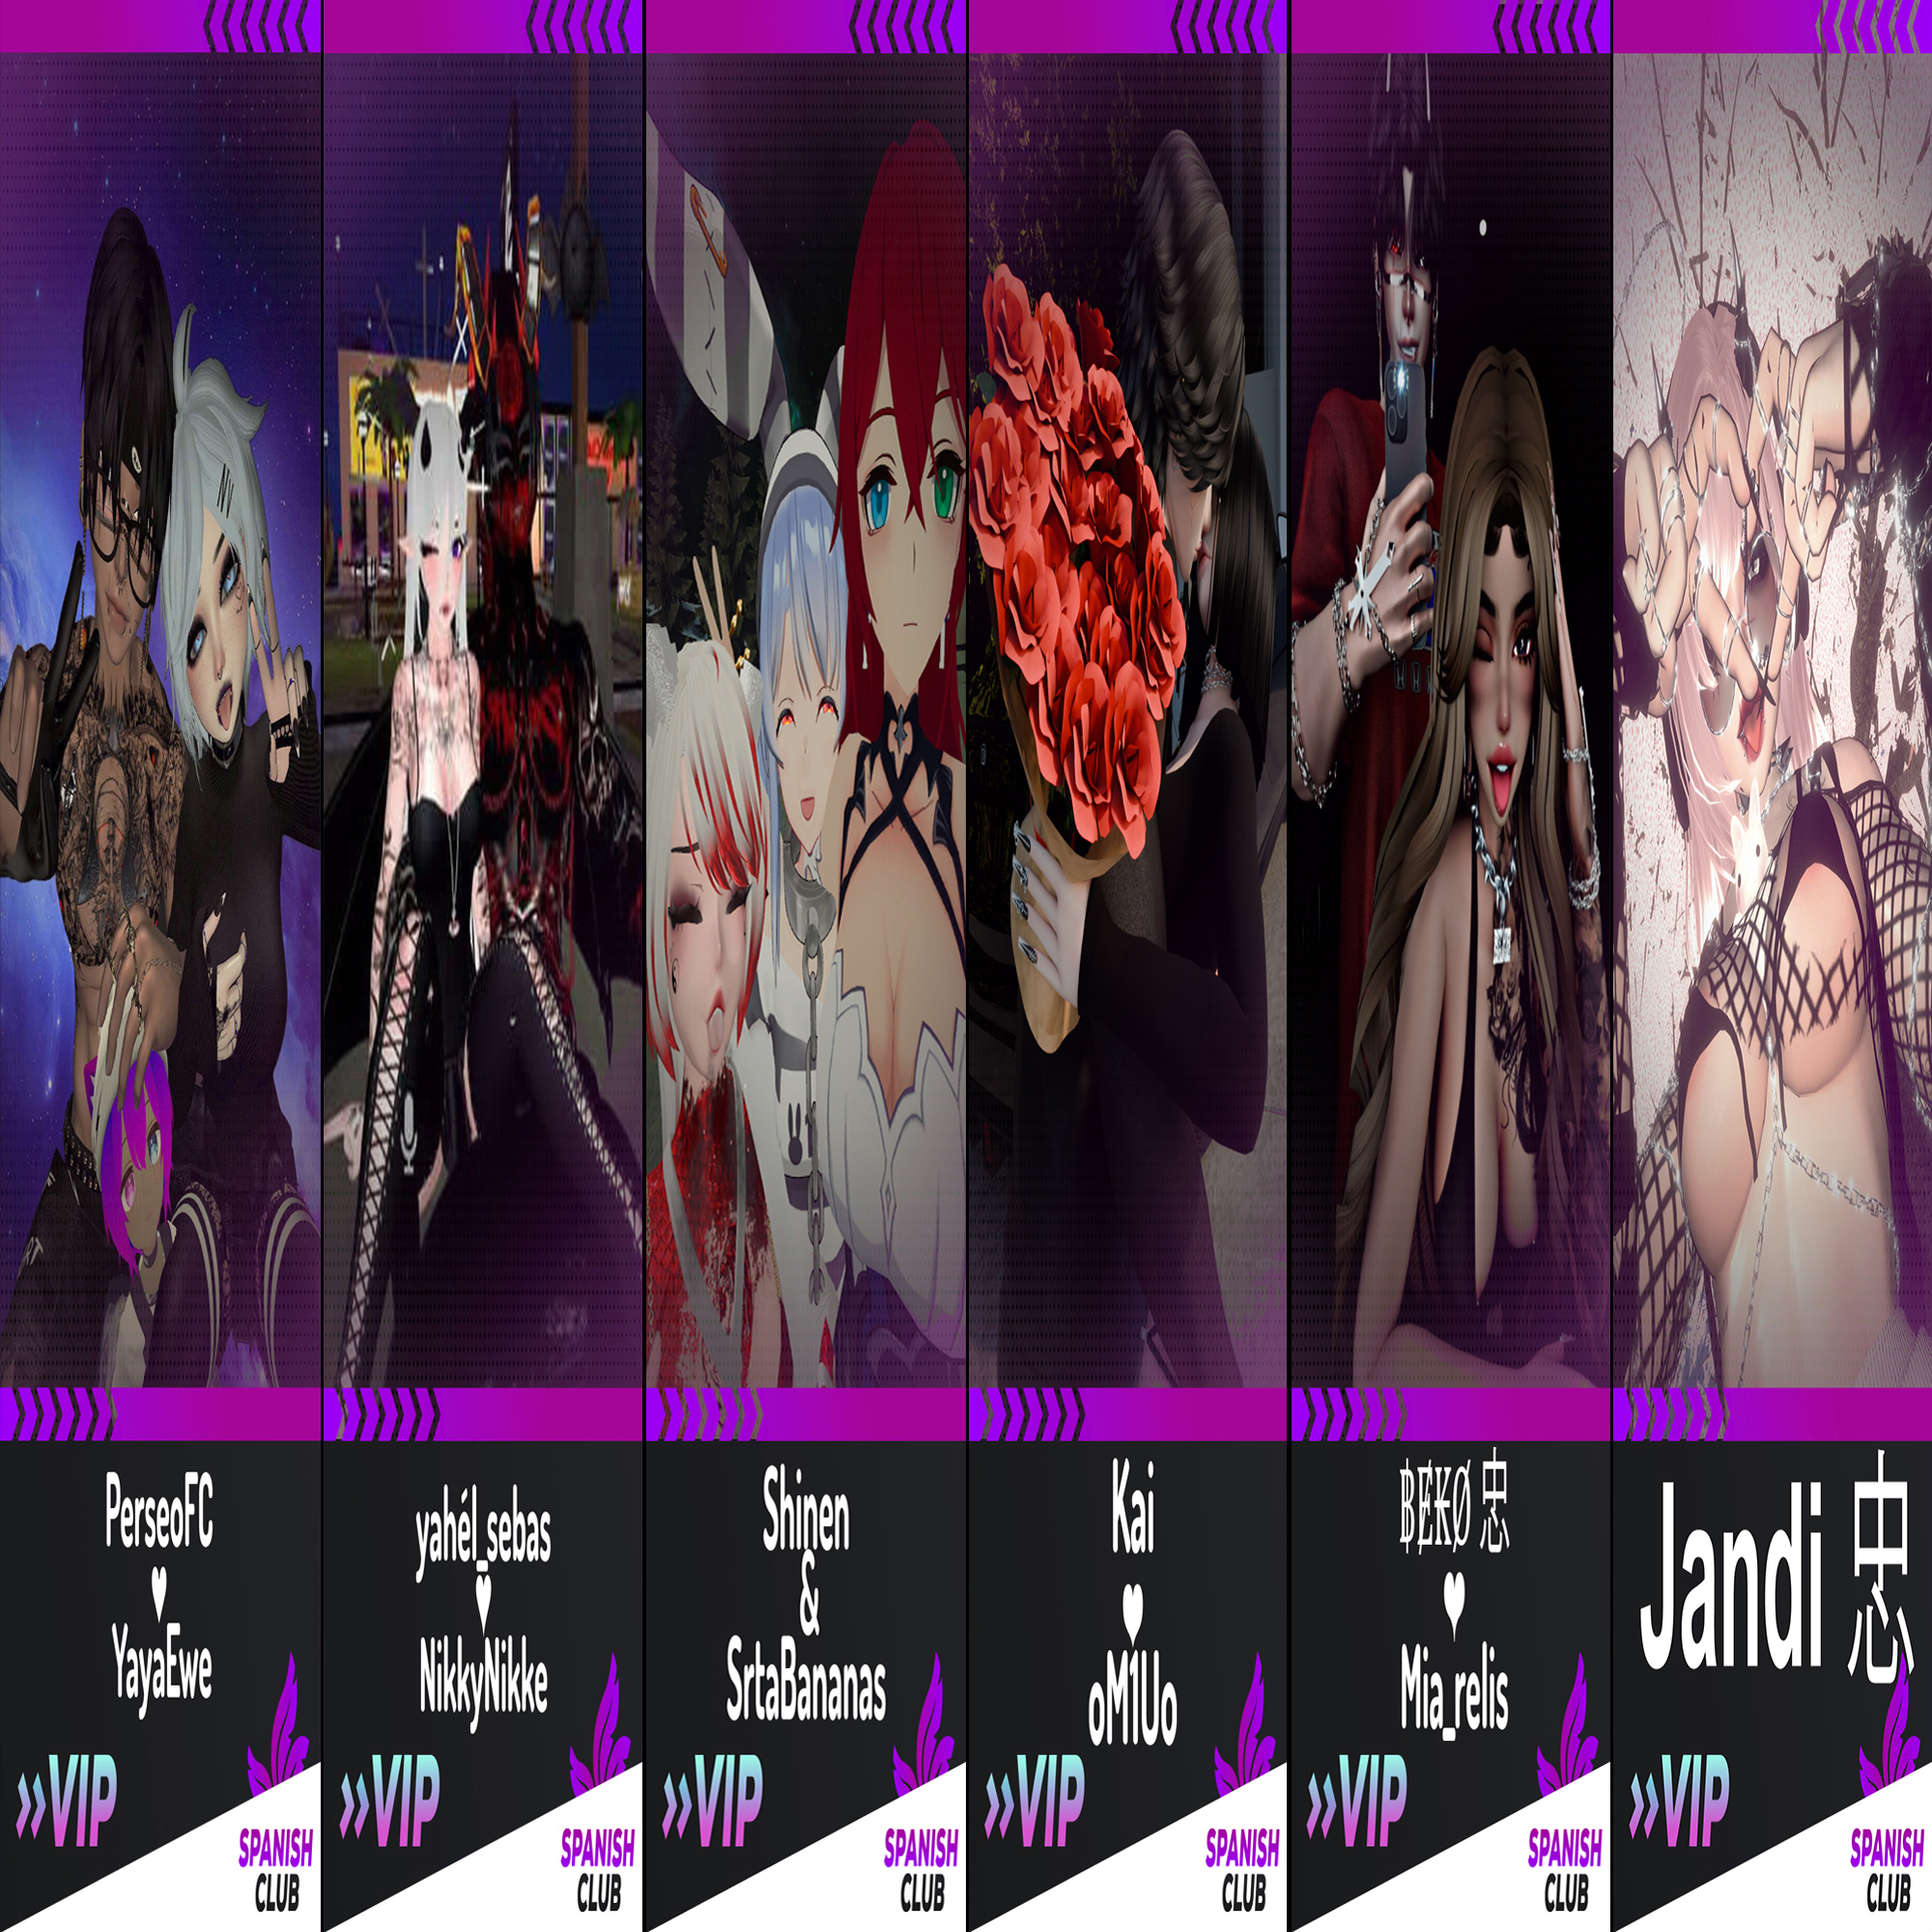 PerseoFC
♥
YayaEwe
»VIP
SPANISH
CLUB
yahél_sebas
♥
NikkyNikke
»VIP
SPANISH
CLUB
Shinen
&
SrtaBananas
»VIP
SPANISH
CLUB
Kai
♥
oM1Uo
»VIP
SPANISH
CLUB
฿ɆꝀØ 忠
♥
Mia_relis
»VIP
SPANISH
CLUB
Jandi 忠
»VIP
SPANISH
CLUB